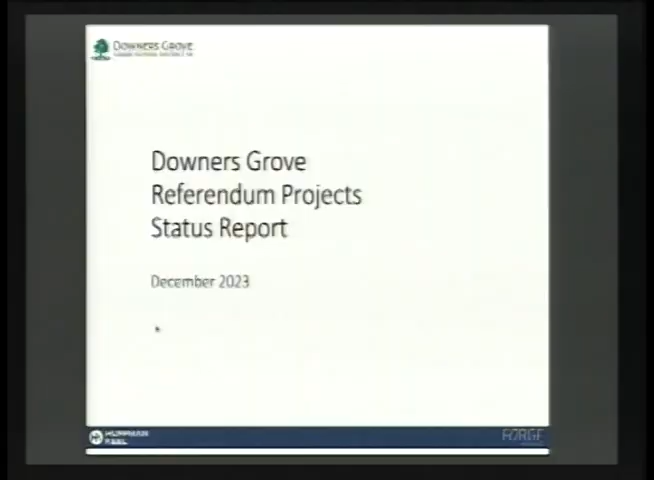 DOWNERS GROVE
Downers Grove
Referendum Projects
Status Report
December 2023
FORGE